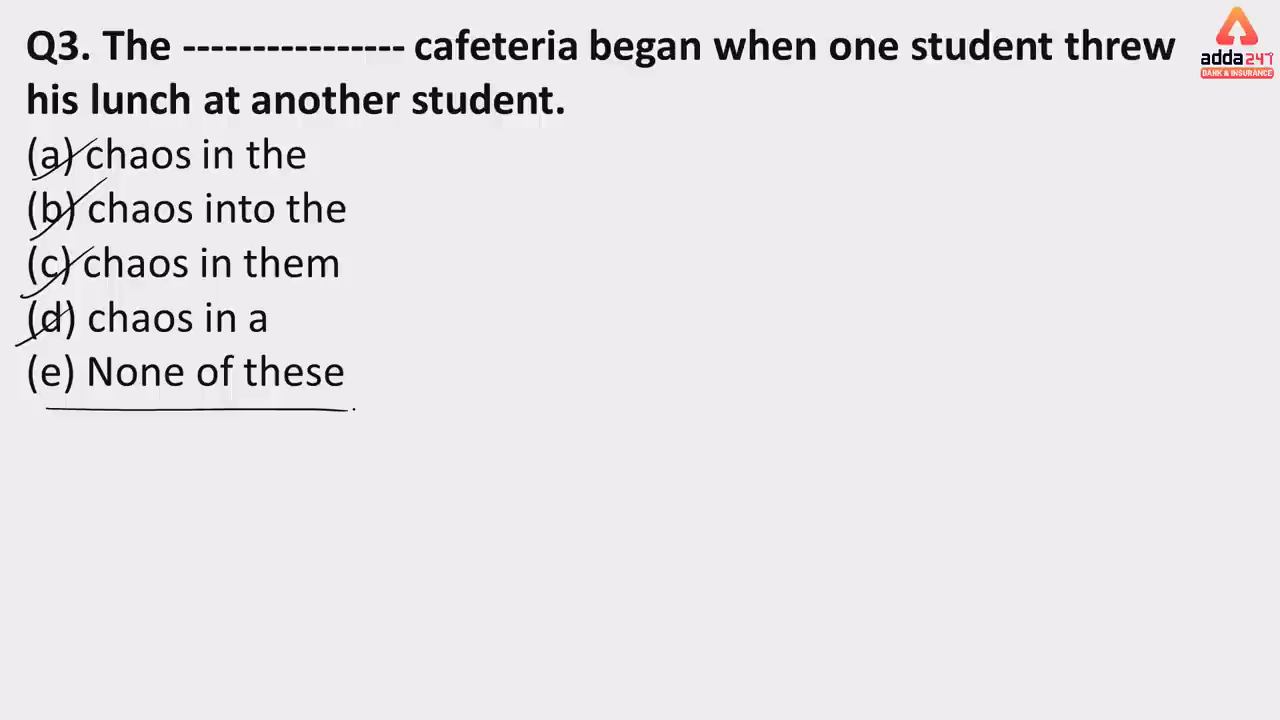 Q3. The ---------------- cafeteria began when one student threw
his lunch at another student.
(a) chaos in the
(b) chaos into the
(c) chaos in them
(d) chaos in a
(e) None of these
adda247
BANK & INSURANCE